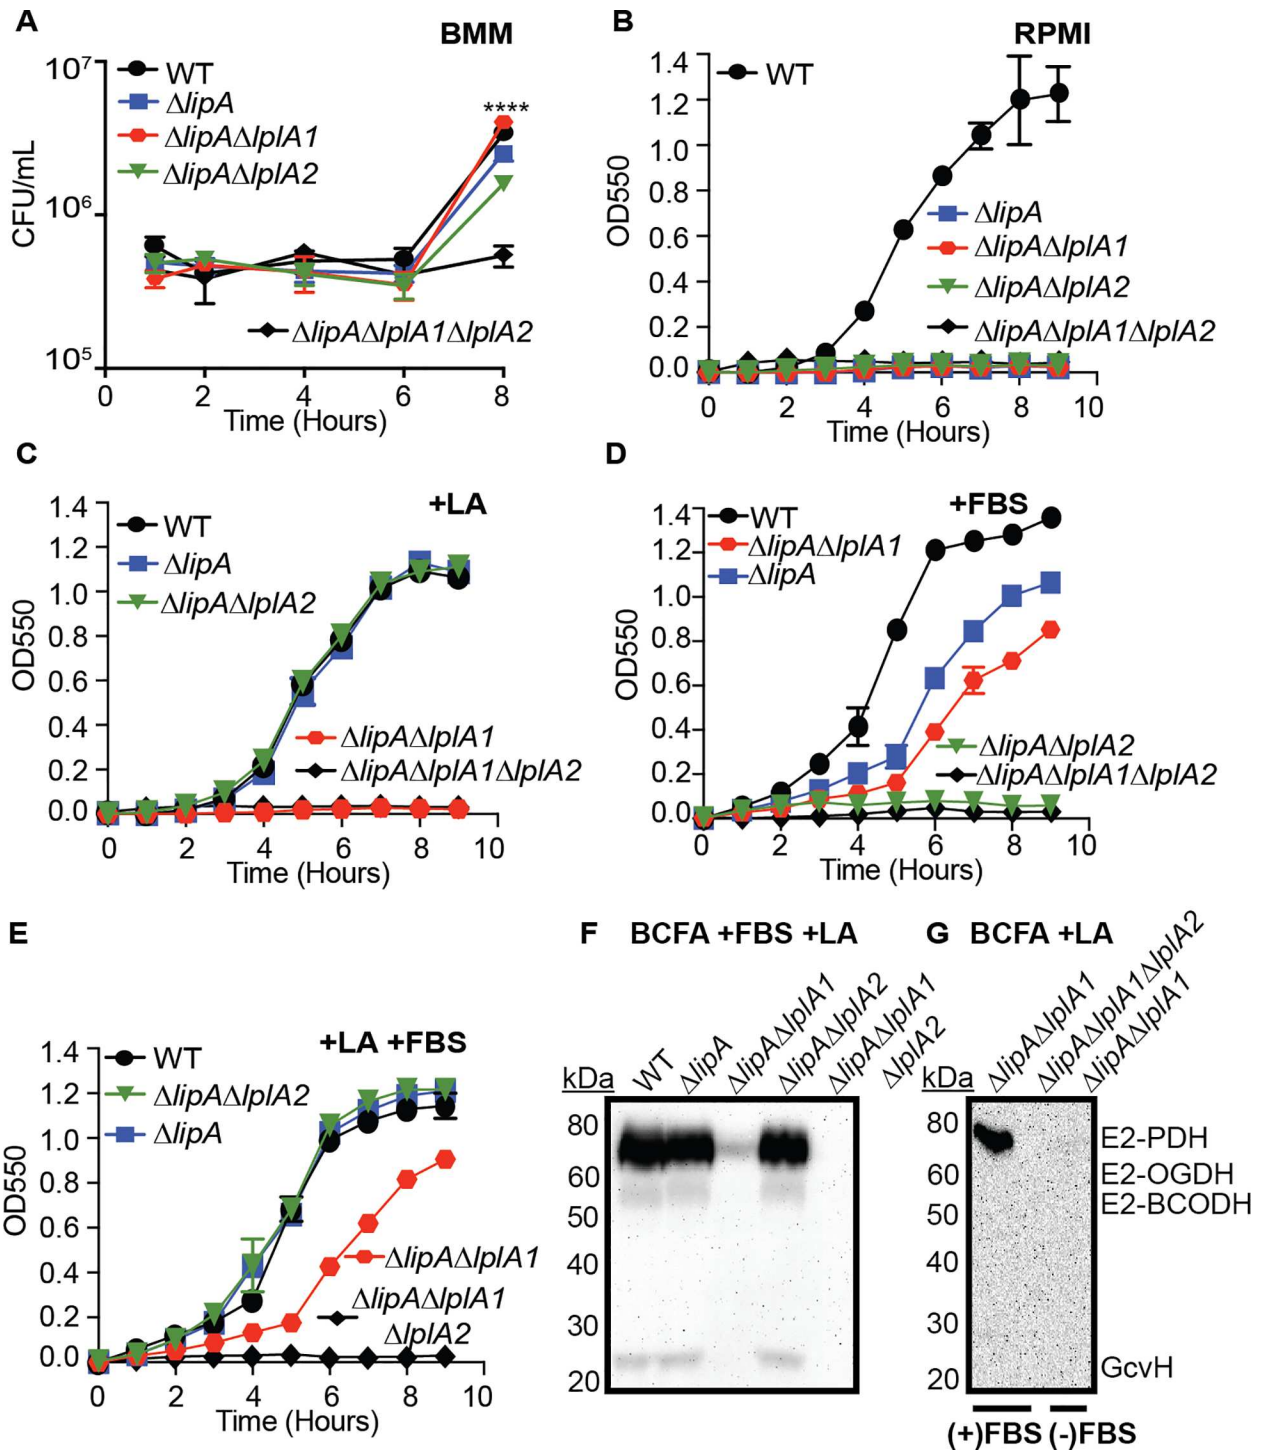 A
BMM
10⁷
10⁶
10⁵
CFU/mL
WT
ΔlipA
ΔlipAΔlplA1
ΔlipAΔlplA2
****
ΔlipAΔlplA1ΔlplA2
0 2 4 6 8
Time (Hours)
B
RPMI
1.4
1.2
1.0
0.8
0.6
0.4
0.2
0.0
OD550
WT
ΔlipA
ΔlipAΔlplA1
ΔlipAΔlplA2
ΔlipAΔlplA1ΔlplA2
0 2 4 6 8 10
Time (Hours)
C
+LA
1.4
1.2
1.0
0.8
0.6
0.4
0.2
0.0
OD550
WT
ΔlipA
ΔlipAΔlplA2
ΔlipAΔlplA1
ΔlipAΔlplA1ΔlplA2
0 2 4 6 8 10
Time (Hours)
D
+FBS
1.4
1.2
1.0
0.8
0.6
0.4
0.2
0.0
OD550
WT
ΔlipAΔlplA1
ΔlipA
ΔlipAΔlplA2
ΔlipAΔlplA1ΔlplA2
0 2 4 6 8 10
Time (Hours)
E
+LA +FBS
1.4
1.2
1.0
0.8
0.6
0.4
0.2
0.0
OD550
WT
ΔlipAΔlplA2
ΔlipA
ΔlipAΔlplA1
ΔlipAΔlplA1
ΔlplA2
0 2 4 6 8 10
Time (Hours)
F
BCFA +FBS +LA
kDa
WT
ΔlipA
ΔlipAΔlplA1
ΔlipAΔlplA2
ΔlipAΔlplA1
ΔlplA2
80
60
50
40
30
20
G
BCFA +LA
kDa
ΔlipAΔlplA1
ΔlipAΔlplA1ΔlplA2
ΔlipAΔlplA1
80
60
50
40
30
20
E2-PDH
E2-OGDH
E2-BCODH
GcvH
(+)FBS (-)FBS